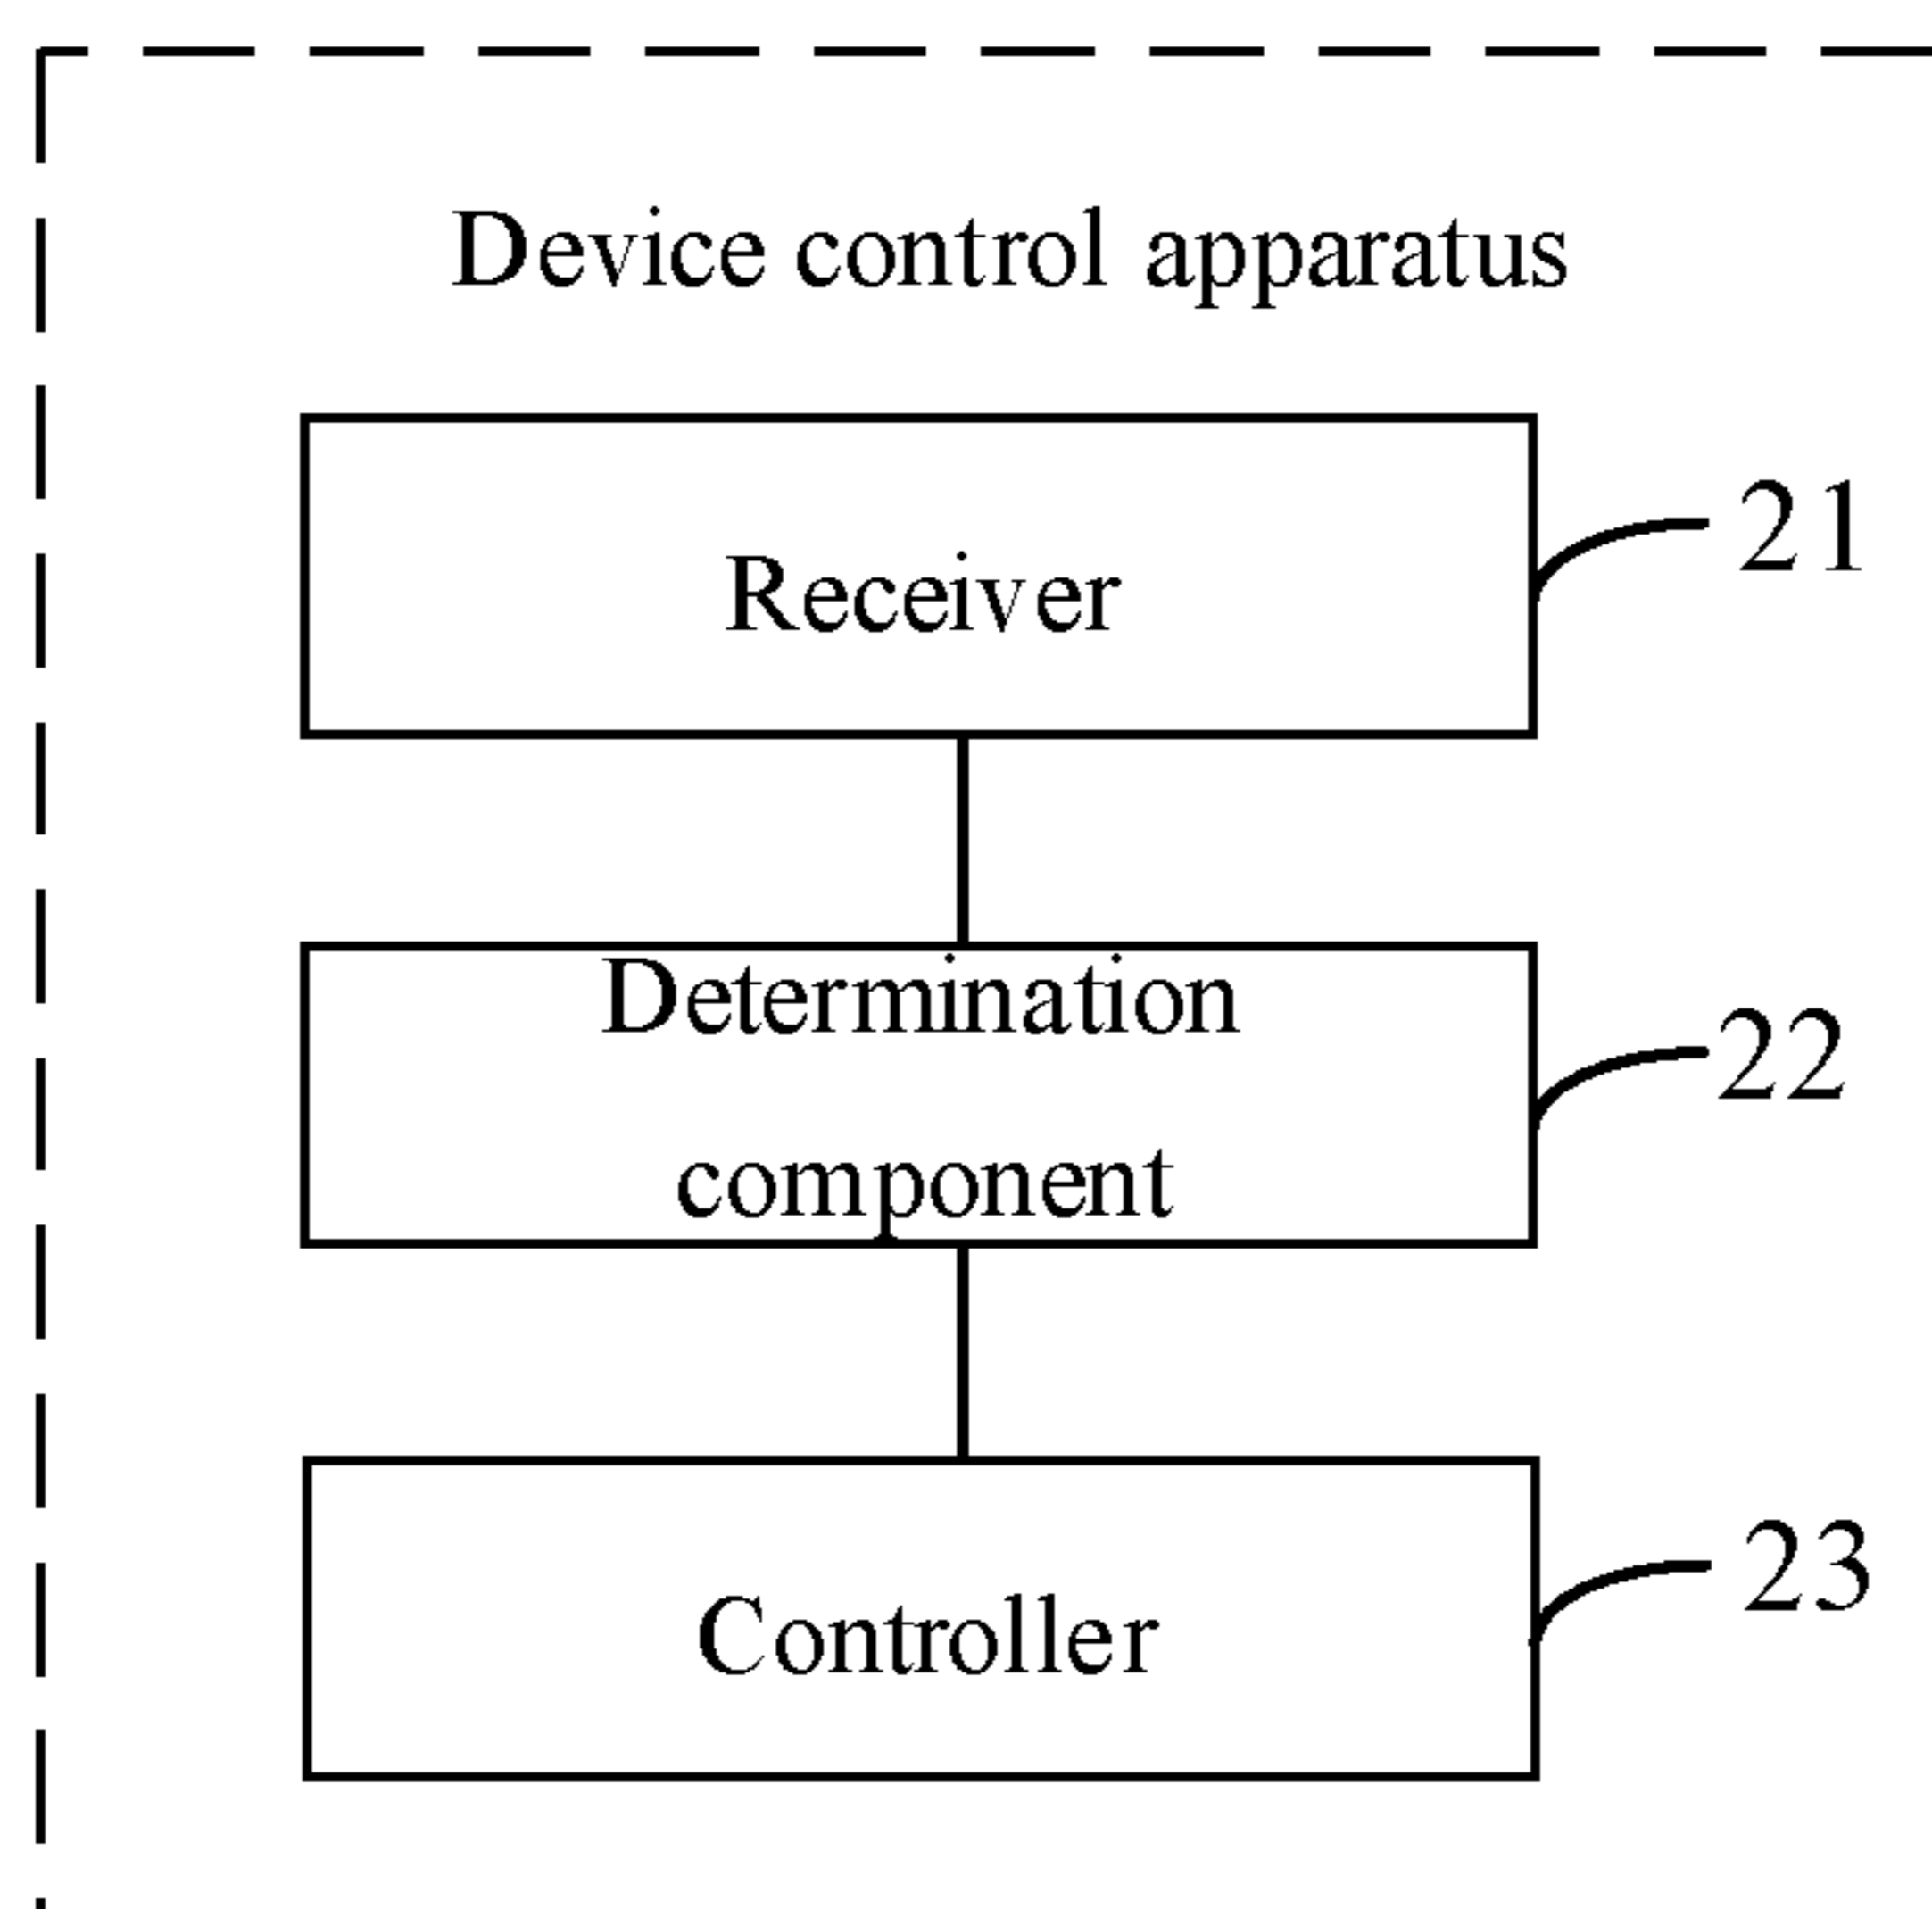 Device control apparatus
Receiver
21
Determination
component
22
Controller
23